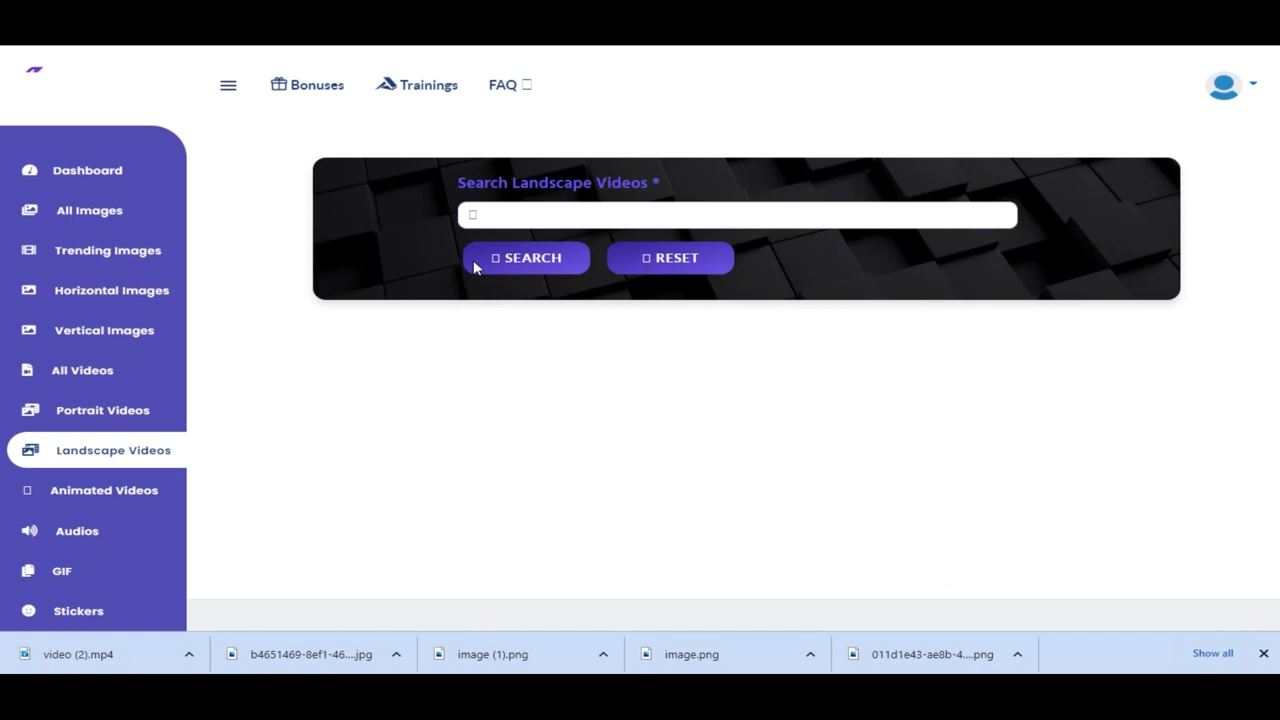 Bonuses
Trainings
FAQ
Dashboard
All Images
Trending Images
Horizontal Images
Vertical Images
All Videos
Portrait Videos
Landscape Videos
Animated Videos
Audios
GIF
Stickers
Search Landscape Videos *
SEARCH
RESET
video (2).mp4
b4651469-8ef1-46....jpg
image (1).png
image.png
011d1e43-ae8b-4....png
Show all